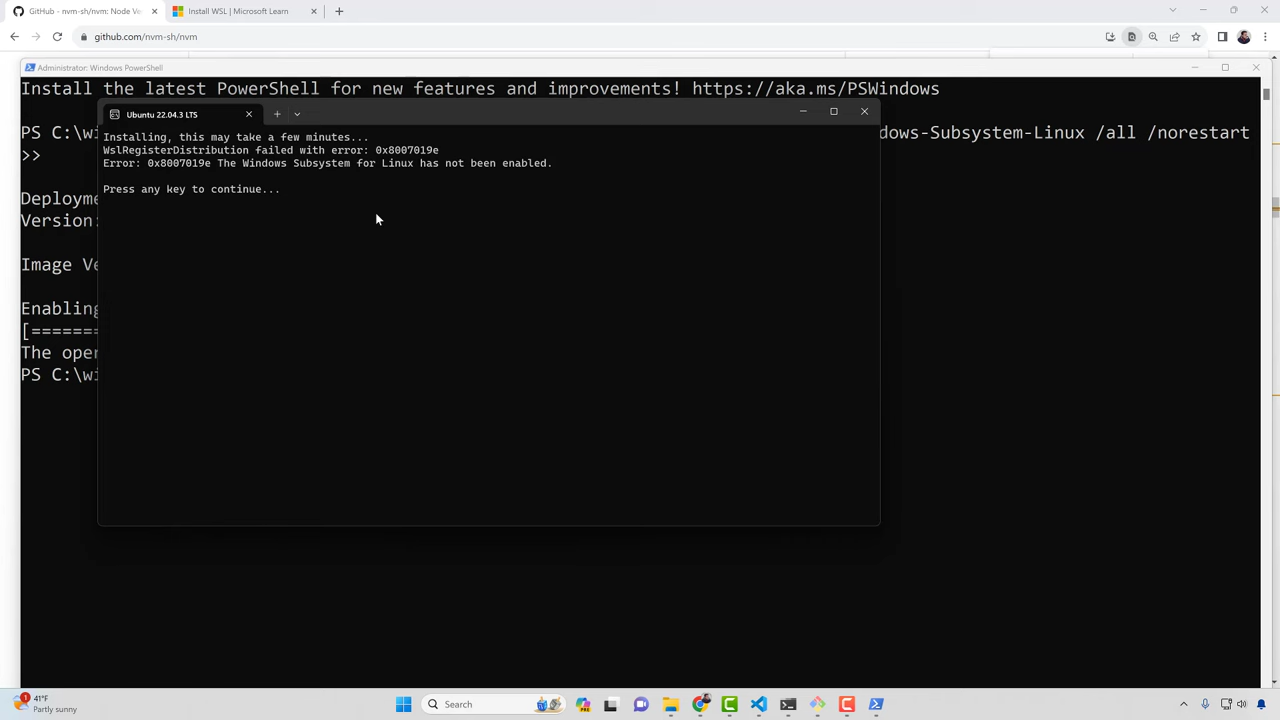 GitHub - nvm-sh/nvm: Node Ve
Install WSL | Microsoft Learn
github.com/nvm-sh/nvm
Administrator: Windows PowerShell
Install the latest PowerShell for new features and improvements! https://aka.ms/PSWindows
PS C:\wi
dows-Subsystem-Linux /all /norestart
>>
Deployme
Version:
Image Ve
Enabling
[=======
The oper
PS C:\wi
Ubuntu 22.04.3 LTS
Installing, this may take a few minutes...
WslRegisterDistribution failed with error: 0x8007019e
Error: 0x8007019e The Windows Subsystem for Linux has not been enabled.
Press any key to continue...
1
41°F
Partly sunny
Search